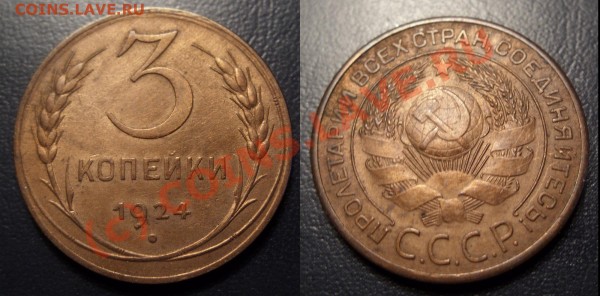 COINS.LAVE.RU
3
КОПЕЙКИ
1924
ПРОЛЕТАРИИ ВСЕХ СТРАН, СОЕДИНЯЙТЕСЬ!
С.С.С.Р.
(c) COINS.LAVE.RU